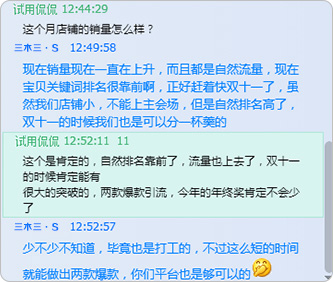 试用侃侃 12:44:29
这个月店铺的销量怎么样?
三木三·S 12:49:58
现在销量现在一直在上升，而且都是自然流量，现在
宝贝关键词排名很靠前啊，正好赶着快双十一了，虽
然我们店铺小，不能上主会场，但是自然排名高了，
双十一的时候我们也是可以分一杯羹的
试用侃侃 12:52:11 11
这个是肯定的，自然排名靠前了，流量也上去了，双十一
的时候肯定能有
很大的突破的，两款爆款引流，今年的年终奖肯定不会少
了
三木三·S 12:52:57
少不少不知道，毕竟也是打工的，不过这么短的时间
就能做出两款爆款，你们平台也是够可以的